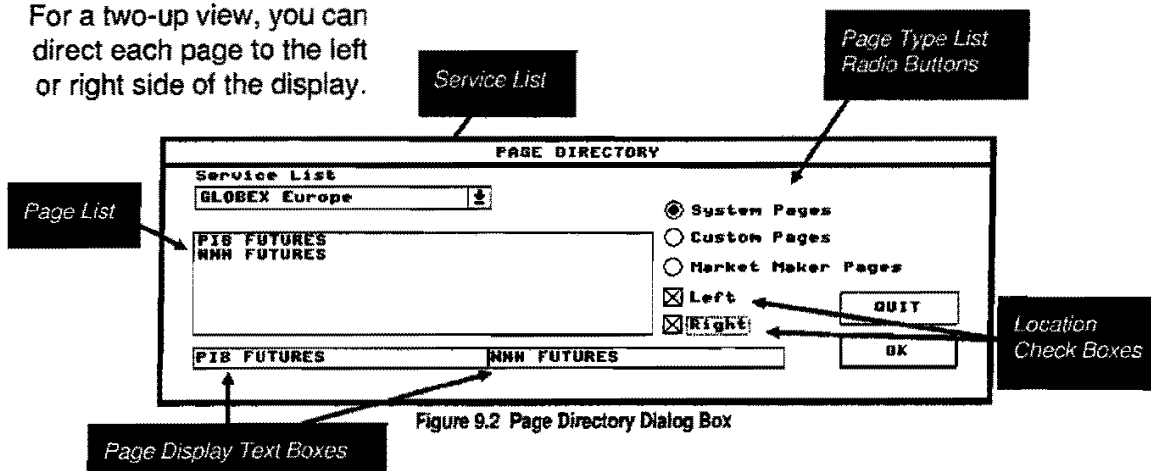 For a two-up view, you can
direct each page to the left
or right side of the display.
Service List
Page Type List
Radio Buttons
PAGE DIRECTORY
Service List
GLOBEX Europe
Page List
PIB FUTURES
NNN FUTURES
System Pages
Custom Pages
Market Maker Pages
Left
Right
QUIT
OK
Location
Check Boxes
PIB FUTURES
NNN FUTURES
Figure 9.2 Page Directory Dialog Box
Page Display Text Boxes